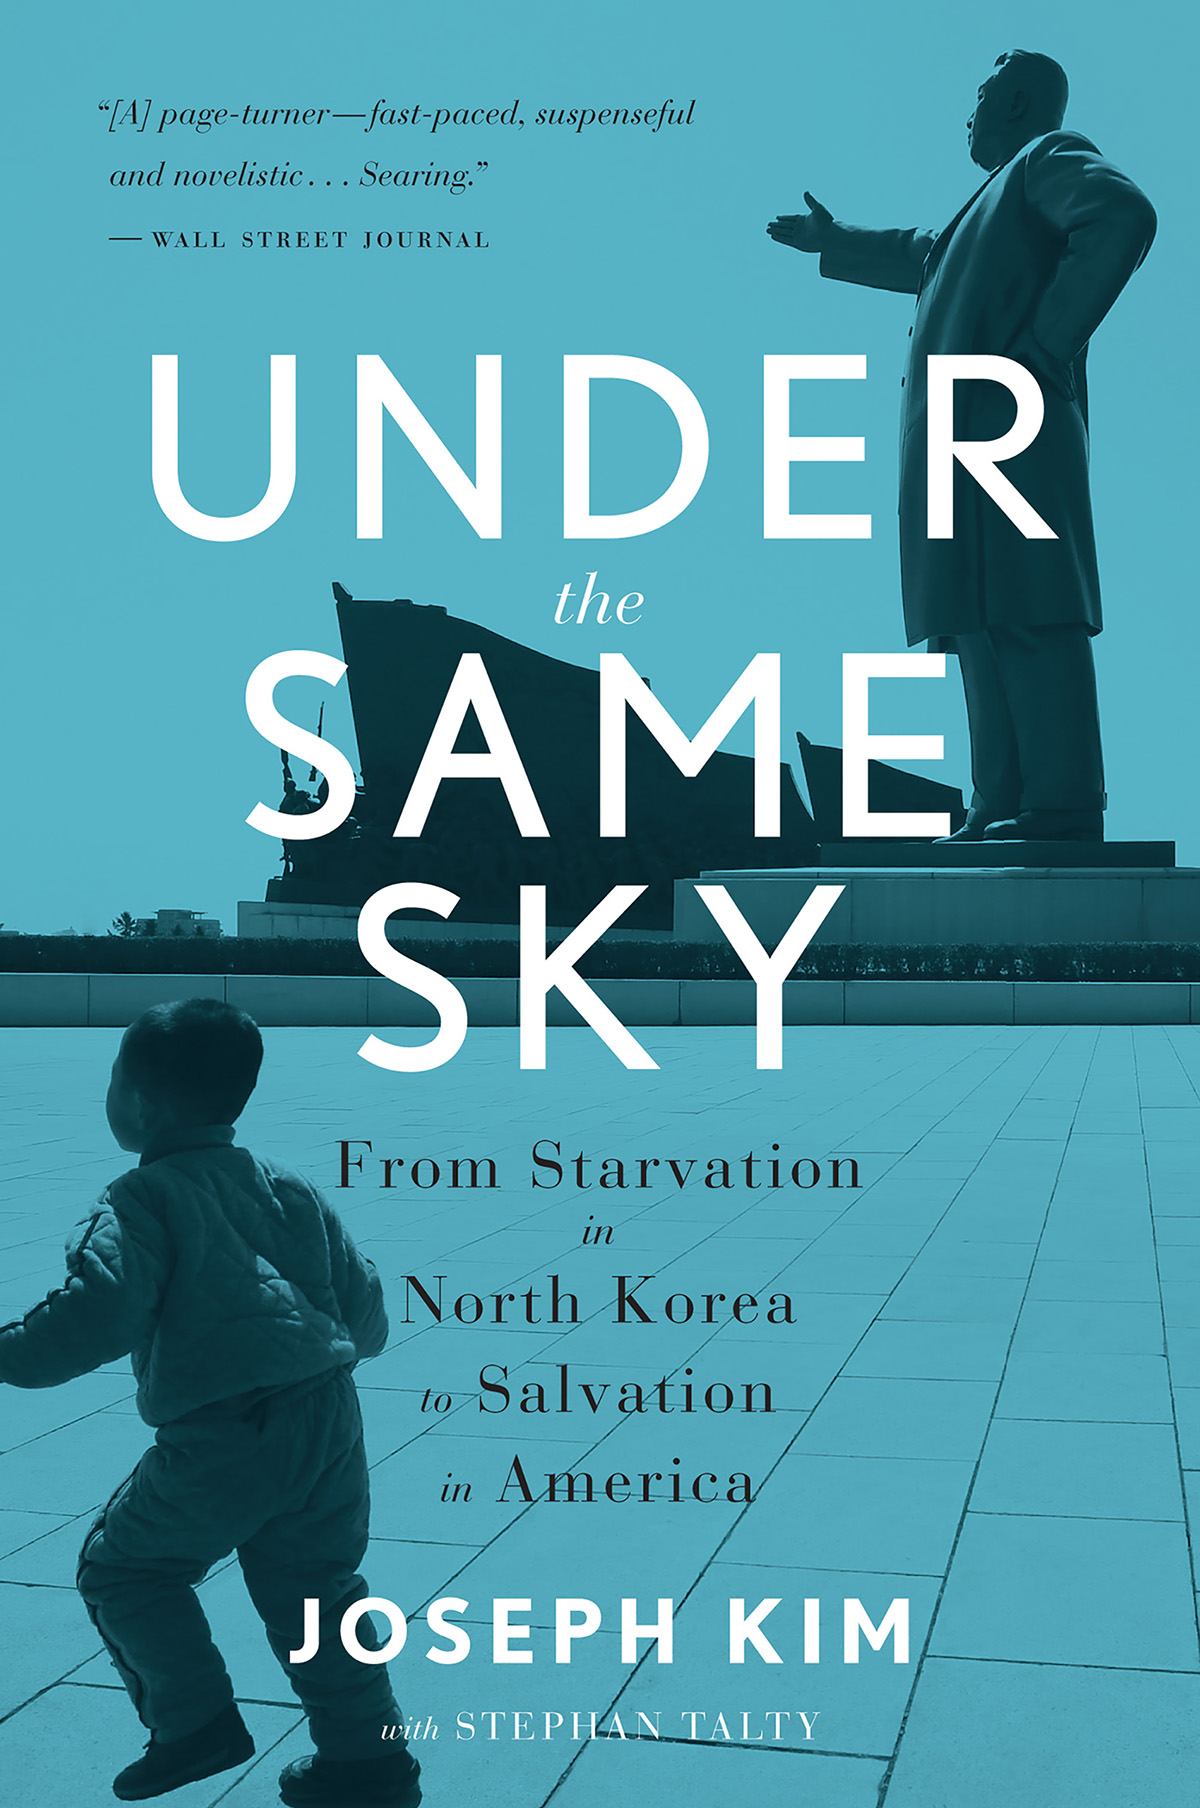 “[A] page-turner—fast-paced, suspenseful
and novelistic . . . Searing.”
— WALL STREET JOURNAL
UNDER
the
SAME
SKY
From Starvation
in
North Korea
to Salvation
in America
JOSEPH KIM
with STEPHAN TALTY